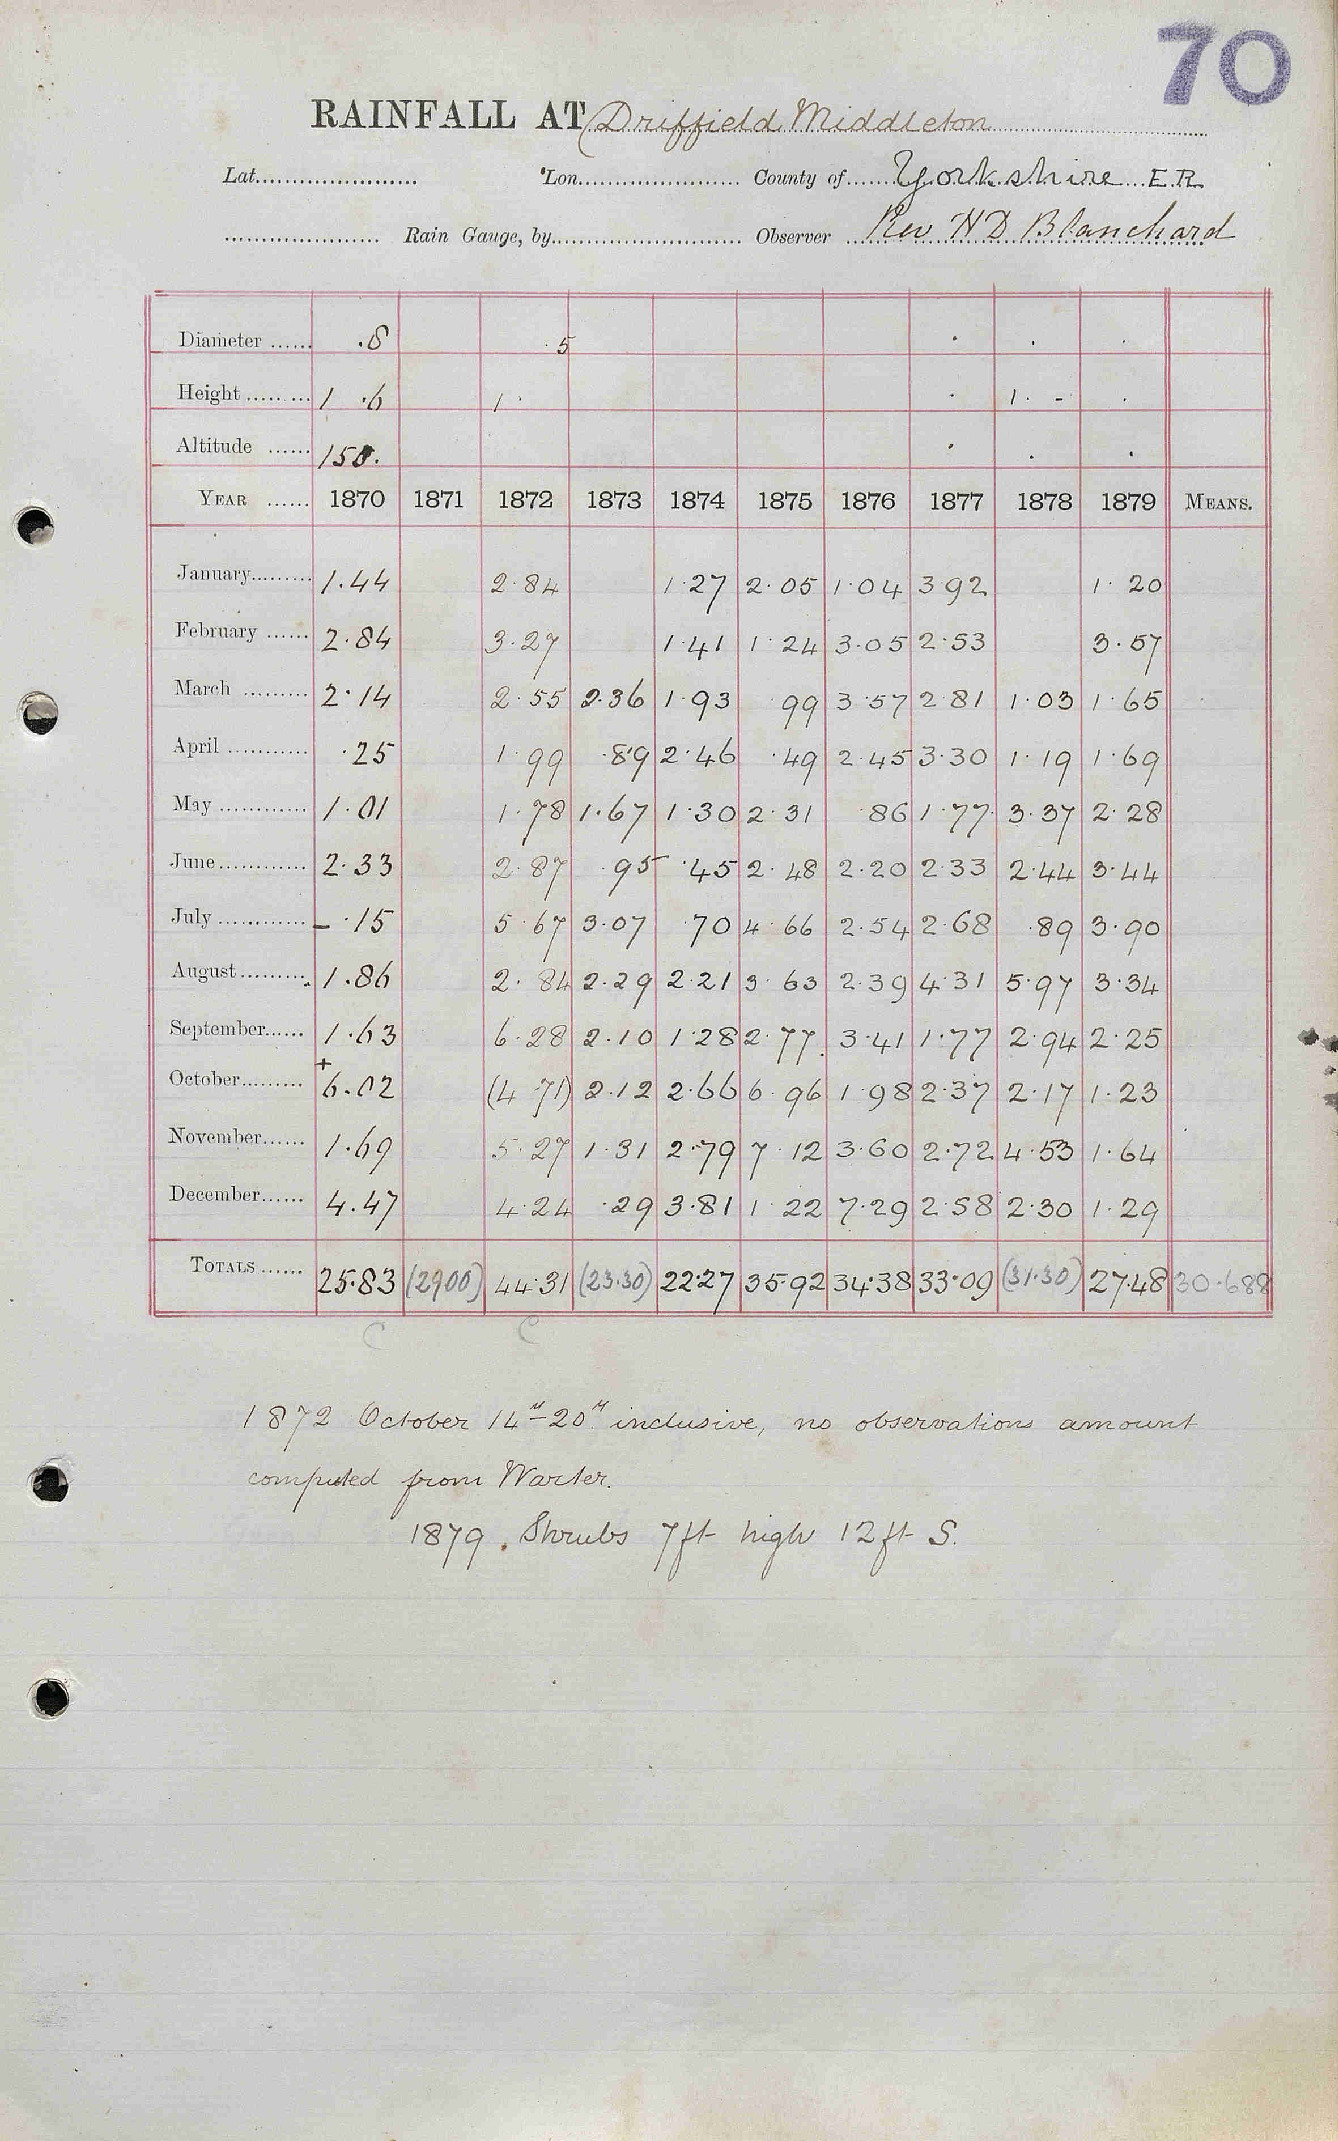 70
RAINFALL AT Driffield Middleton
Lat. Lon. County of Yorkshire E.R.
Rain Gauge, by Observer Rev HD Blanchard
Diameter .8 5
Height 1 .6 1 1. -
Altitude 150.
YEAR 1870 1871 1872 1873 1874 1875 1876 1877 1878 1879 MEANS.
January 1.44 2.84 1.27 2.05 1.04 3 92 1.20
February 2.84 3.27 1.41 1.24 3.05 2.53 3.57
March 2.14 2.55 2.36 1.93 99 3.57 2.81 1.03 1.65
April .25 1.99 .89 2.46 .49 2.45 3.30 1.19 1.69
May 1.01 1.78 1.67 1.30 2.31 86 1.77 3.37 2.28
June 2.33 2.87 .95 .45 2.48 2.20 2.33 2.44 3.44
July - .15 5.67 3.07 .70 4.66 2.54 2.68 .89 3.90
August 1.86 2.84 2.29 2.21 3 63 2.39 4.31 5.97 3.34
September 1.63 6.28 2.10 1.28 2.77 3.41 1.77 2.94 2.25
October + 6.02 (4 71) 2.12 2.66 6.96 1.98 2.37 2.17 1.23
November 1.69 5.27 1.31 2.79 7.12 3.60 2.72 4.53 1.64
December 4.47 4.24 .29 3.81 1.22 7.29 2.58 2.30 1.29
TOTALS 25.83 (2900) 44.31 (23.30) 22.27 35.92 34.38 33.09 (31.30) 27.48 30.688
C C
1872 October 14th-20th inclusive, no observations amount
computed from Warter.
1879. Shrubs 7ft high 12ft S.